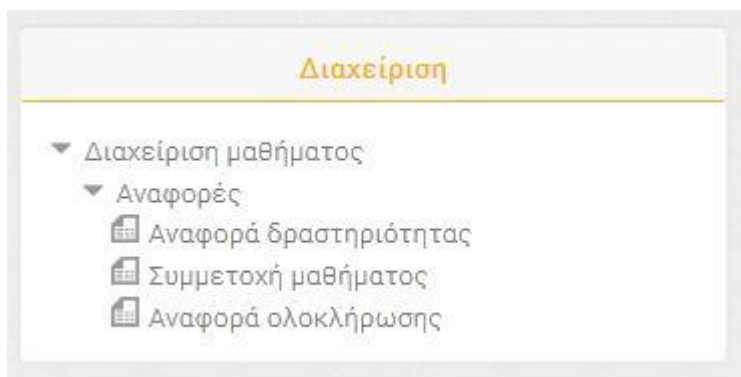 Διαχείριση
Διαχείριση μαθήματος
Αναφορές
Αναφορά δραστηριότητας
Συμμετοχή μαθήματος
Αναφορά ολοκλήρωσης